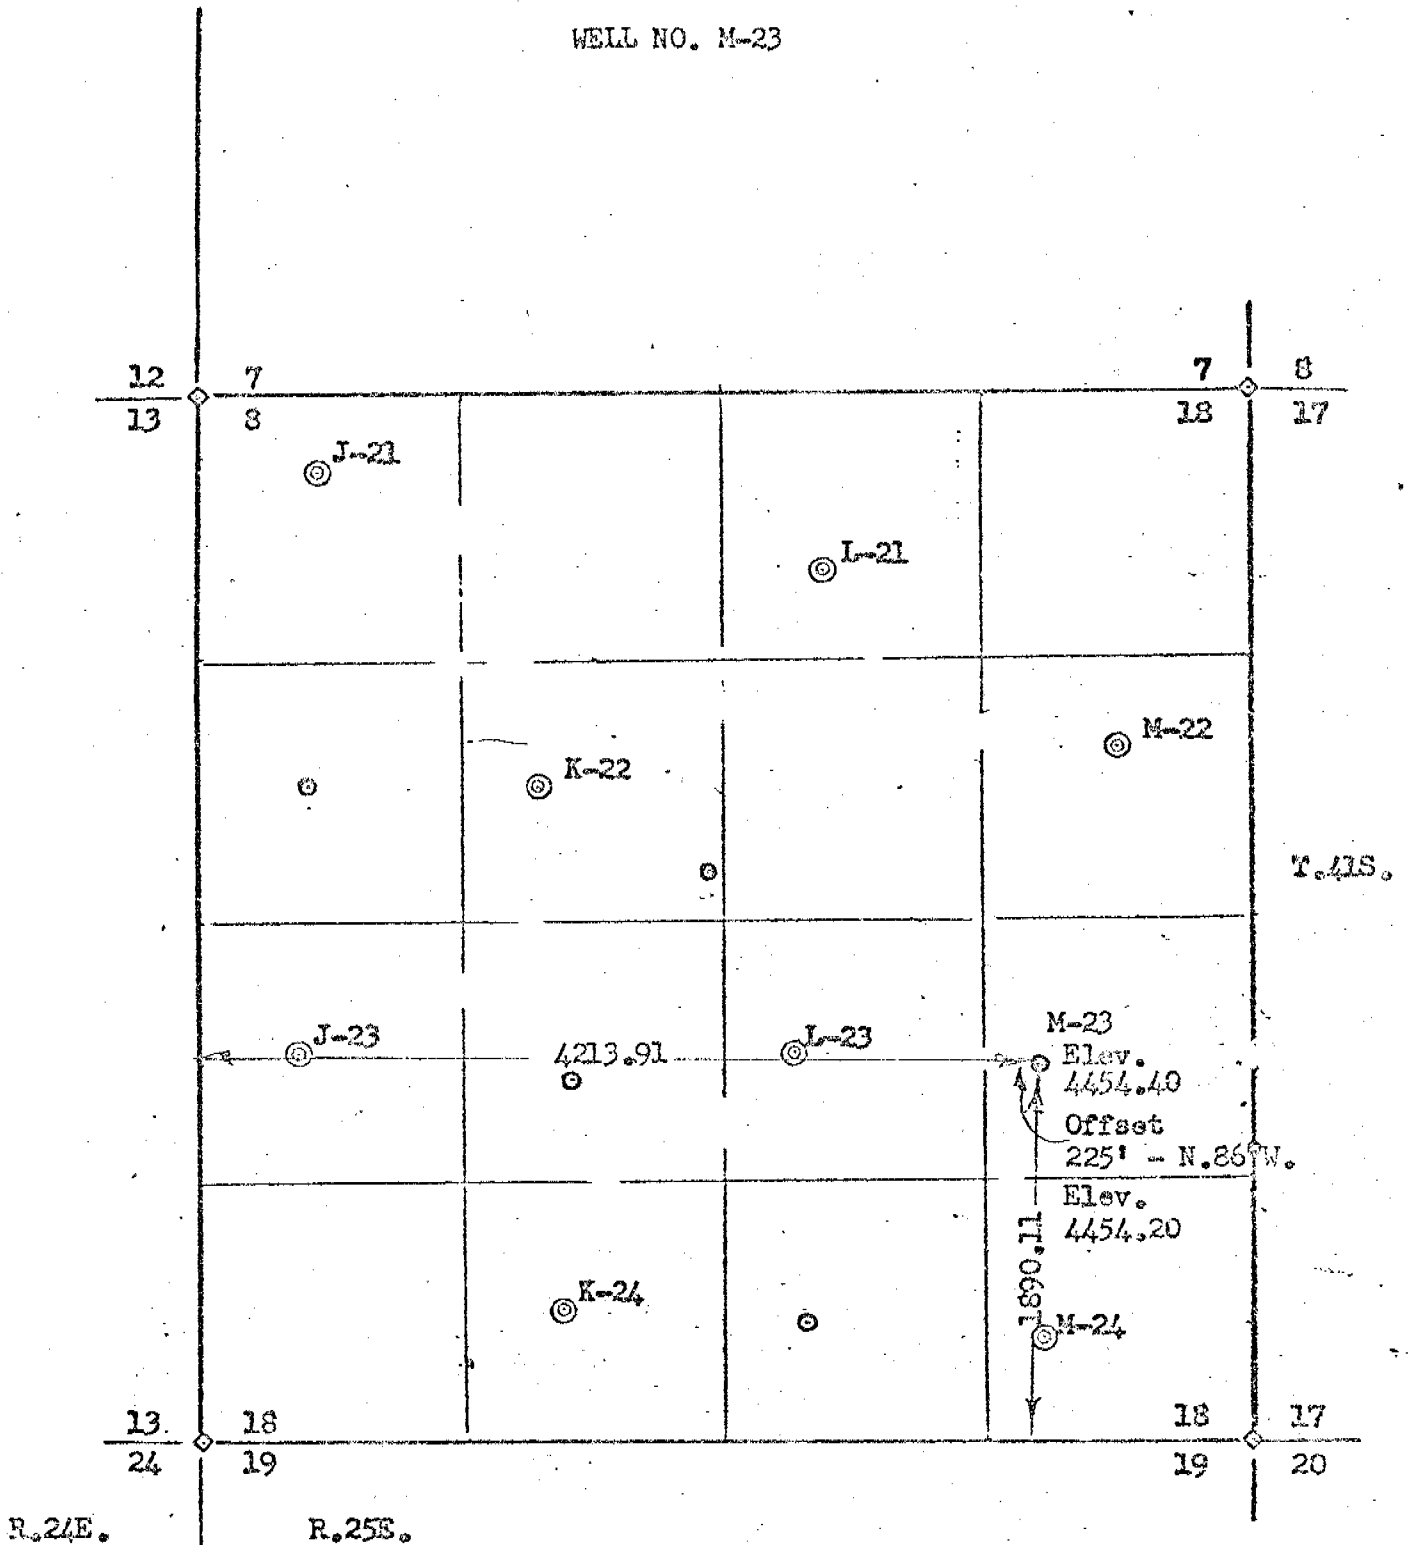 WELL NO. M-23
12 7 7 8
13 8 18 17
J-21
L-21
M-22
K-22
T.41S.
M-23
J-23 4213.91 L-23 Elev.
4454.40
Offset
225' - N.86°W.
Elev.
4454.20
1890.11
K-24
M-24
13 18 18 17
24 19 19 20
R.24E. R.25E.